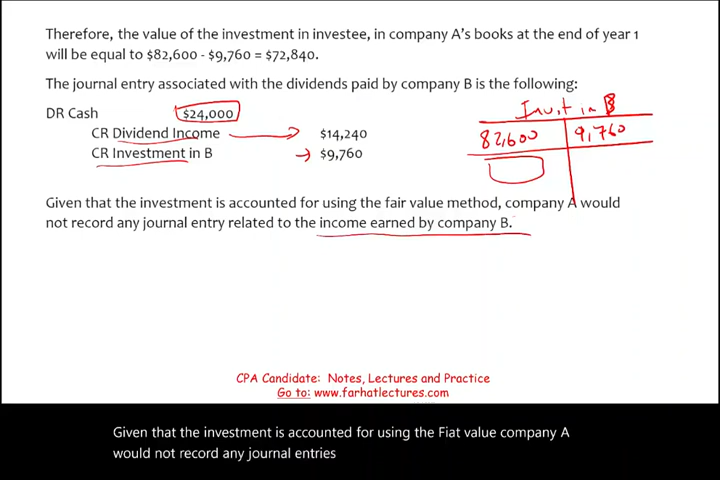 Therefore, the value of the investment in investee, in company A's books at the end of year 1
will be equal to $82,600 - $9,760 = $72,840.
The journal entry associated with the dividends paid by company B is the following:
DR Cash $24,000
CR Dividend Income $14,240
CR Investment in B $9,760
Invst in B
82,600 9,760
Given that the investment is accounted for using the fair value method, company A would
not record any journal entry related to the income earned by company B.
CPA Candidate: Notes, Lectures and Practice
Go to: www.farhatlectures.com
Given that the investment is accounted for using the Fiat value company A
would not record any journal entries